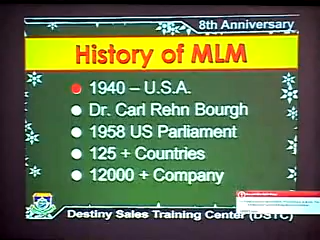 8th Anniversary
History of MLM
1940 – U.S.A.
Dr. Carl Rehn Bourgh
1958 US Parliament
125 + Countries
12000 + Company
Destiny Sales Training Center (DSTC)